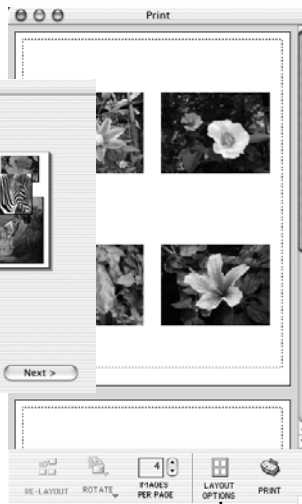 Print
Next >
4
RE-LAYOUT
ROTATE
IMAGES
PER PAGE
LAYOUT
OPTIONS
PRINT